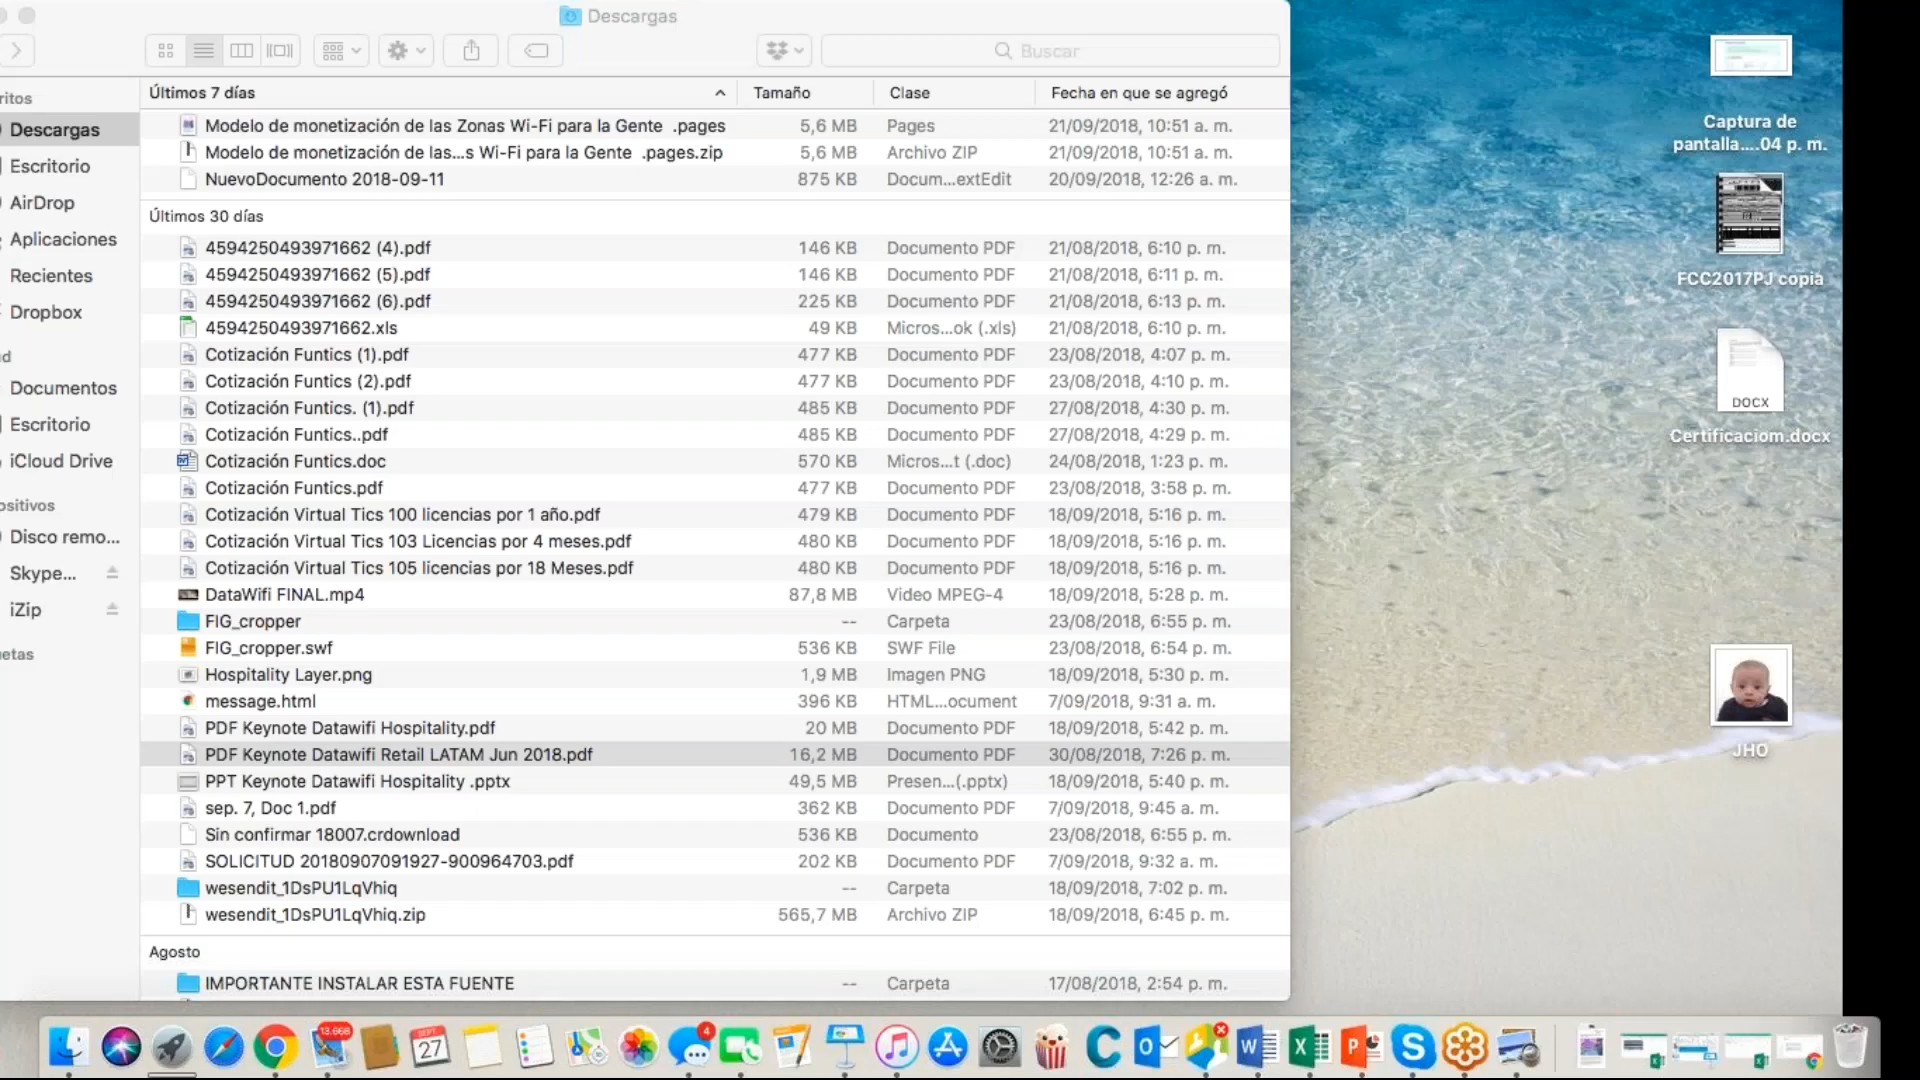 Descargas
Buscar
ritos
Descargas
Escritorio
AirDrop
Aplicaciones
Recientes
Dropbox
d
Documentos
Escritorio
iCloud Drive
ositivos
Disco remo...
Skype...
iZip
etas
Últimos 7 días Tamaño Clase Fecha en que se agregó
Modelo de monetización de las Zonas Wi-Fi para la Gente .pages 5,6 MB Pages 21/09/2018, 10:51 a. m.
Modelo de monetización de las...s Wi-Fi para la Gente .pages.zip 5,6 MB Archivo ZIP 21/09/2018, 10:51 a. m.
NuevoDocumento 2018-09-11 875 KB Docum...extEdit 20/09/2018, 12:26 a. m.
Últimos 30 días
4594250493971662 (4).pdf 146 KB Documento PDF 21/08/2018, 6:10 p. m.
4594250493971662 (5).pdf 146 KB Documento PDF 21/08/2018, 6:11 p. m.
4594250493971662 (6).pdf 225 KB Documento PDF 21/08/2018, 6:13 p. m.
4594250493971662.xls 49 KB Micros...ok (.xls) 21/08/2018, 6:10 p. m.
Cotización Funtics (1).pdf 477 KB Documento PDF 23/08/2018, 4:07 p. m.
Cotización Funtics (2).pdf 477 KB Documento PDF 23/08/2018, 4:10 p. m.
Cotización Funtics. (1).pdf 485 KB Documento PDF 27/08/2018, 4:30 p. m.
Cotización Funtics..pdf 485 KB Documento PDF 27/08/2018, 4:29 p. m.
Cotización Funtics.doc 570 KB Micros...t (.doc) 24/08/2018, 1:23 p. m.
Cotización Funtics.pdf 477 KB Documento PDF 23/08/2018, 3:58 p. m.
Cotización Virtual Tics 100 licencias por 1 año.pdf 479 KB Documento PDF 18/09/2018, 5:16 p. m.
Cotización Virtual Tics 103 Licencias por 4 meses.pdf 480 KB Documento PDF 18/09/2018, 5:16 p. m.
Cotización Virtual Tics 105 licencias por 18 Meses.pdf 480 KB Documento PDF 18/09/2018, 5:16 p. m.
DataWifi FINAL.mp4 87,8 MB Video MPEG-4 18/09/2018, 5:28 p. m.
FIG_cropper -- Carpeta 23/08/2018, 6:55 p. m.
FIG_cropper.swf 536 KB SWF File 23/08/2018, 6:54 p. m.
Hospitality Layer.png 1,9 MB Imagen PNG 18/09/2018, 5:30 p. m.
message.html 396 KB HTML...ocument 7/09/2018, 9:31 a. m.
PDF Keynote Datawifi Hospitality.pdf 20 MB Documento PDF 18/09/2018, 5:42 p. m.
PDF Keynote Datawifi Retail LATAM Jun 2018.pdf 16,2 MB Documento PDF 30/08/2018, 7:26 p. m.
PPT Keynote Datawifi Hospitality .pptx 49,5 MB Presen...(.pptx) 18/09/2018, 5:40 p. m.
sep. 7, Doc 1.pdf 362 KB Documento PDF 7/09/2018, 9:45 a. m.
Sin confirmar 18007.crdownload 536 KB Documento 23/08/2018, 6:55 p. m.
SOLICITUD 20180907091927-900964703.pdf 202 KB Documento PDF 7/09/2018, 9:32 a. m.
wesendit_1DsPU1LqVhiq -- Carpeta 18/09/2018, 7:02 p. m.
wesendit_1DsPU1LqVhiq.zip 565,7 MB Archivo ZIP 18/09/2018, 6:45 p. m.
Agosto
IMPORTANTE INSTALAR ESTA FUENTE -- Carpeta 17/08/2018, 2:54 p. m.
Captura de
pantalla....04 p. m.
FCC2017PJ copia
DOCX
Certificaciom.docx
JHO
13.668
SEPT
27
4